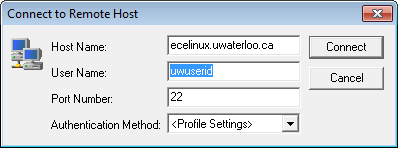 Connect to Remote Host
Host Name: ecelinux.uwaterloo.ca Connect
User Name: uwuserid Cancel
Port Number: 22
Authentication Method: <Profile Settings>